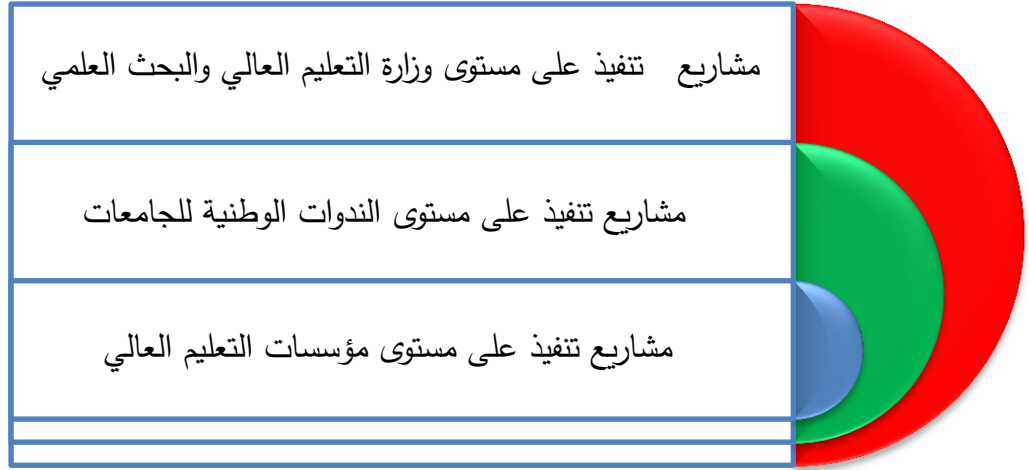 مشاريع تنفيذ على مستوى وزارة التعليم العالي والبحث العلمي
مشاريع تنفيذ على مستوى الندوات الوطنية للجامعات
مشاريع تنفيذ على مستوى مؤسسات التعليم العالي